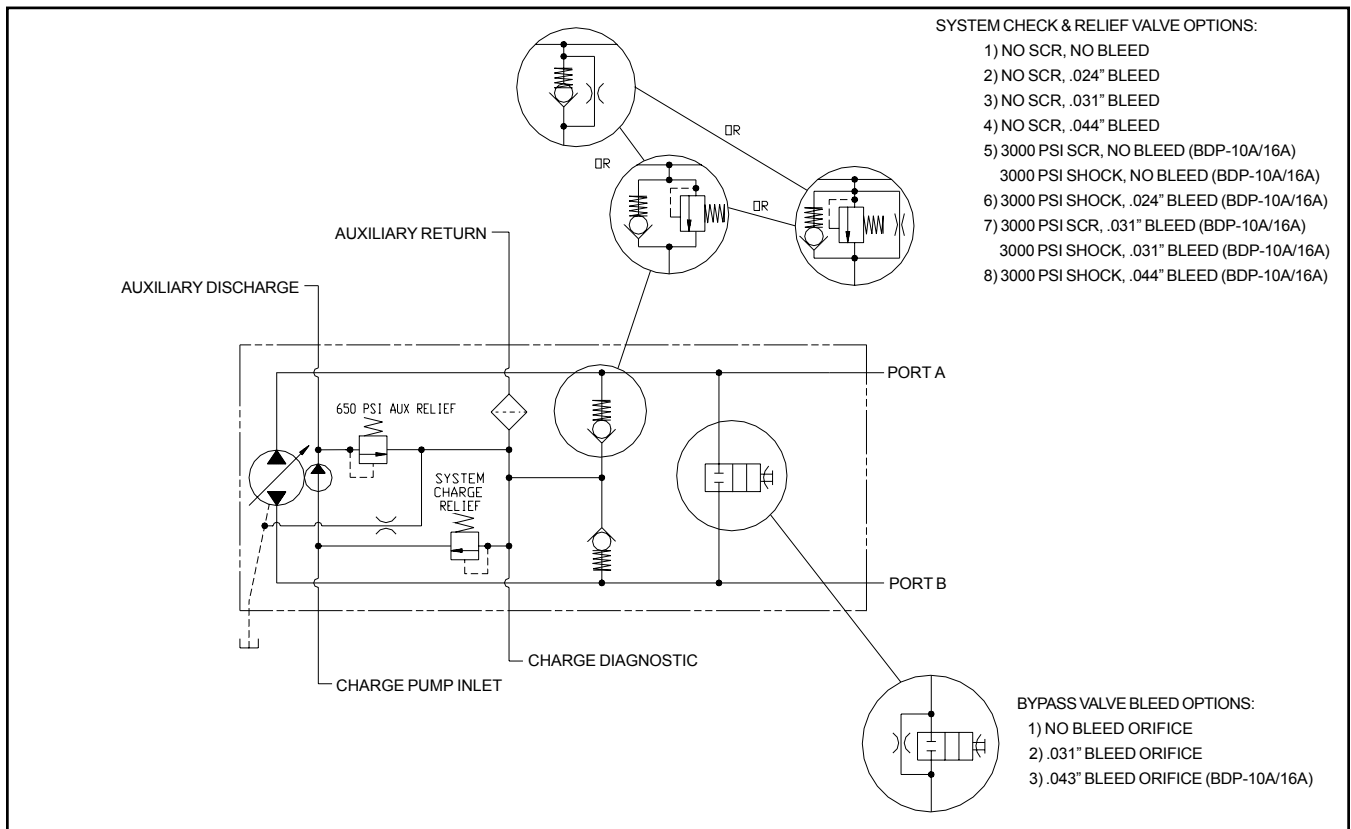 SYSTEM CHECK & RELIEF VALVE OPTIONS:
1) NO SCR, NO BLEED
2) NO SCR, .024” BLEED
3) NO SCR, .031” BLEED
4) NO SCR, .044” BLEED
5) 3000 PSI SCR, NO BLEED (BDP-10A/16A)
3000 PSI SHOCK, NO BLEED (BDP-10A/16A)
6) 3000 PSI SHOCK, .024” BLEED (BDP-10A/16A)
7) 3000 PSI SCR, .031” BLEED (BDP-10A/16A)
3000 PSI SHOCK, .031” BLEED (BDP-10A/16A)
8) 3000 PSI SHOCK, .044” BLEED (BDP-10A/16A)
OR
OR
OR
AUXILIARY RETURN
AUXILIARY DISCHARGE
PORT A
650 PSI AUX RELIEF
SYSTEM
CHARGE
RELIEF
PORT B
CHARGE DIAGNOSTIC
CHARGE PUMP INLET
BYPASS VALVE BLEED OPTIONS:
1) NO BLEED ORIFICE
2) .031” BLEED ORIFICE
3) .043” BLEED ORIFICE (BDP-10A/16A)